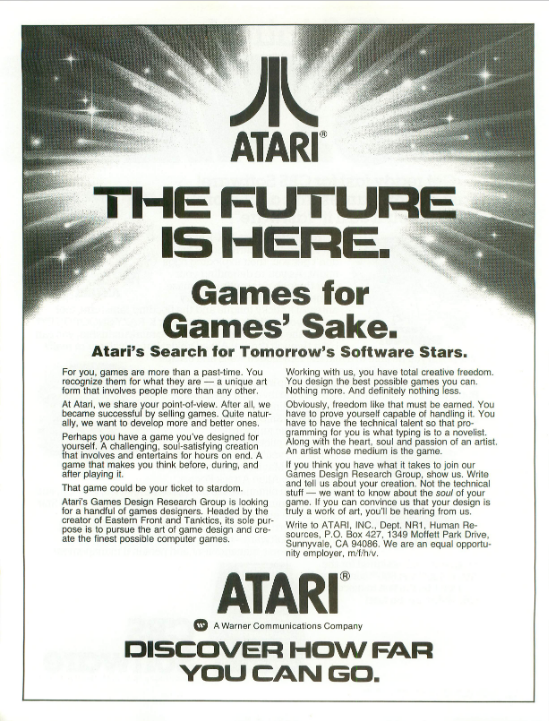 ATARI®
THE FUTURE
IS HERE.
Games for
Games' Sake.
Atari's Search for Tomorrow's Software Stars.
For you, games are more than a past-time. You
recognize them for what they are — a unique art
form that involves people more than any other.
At Atari, we share your point-of-view. After all, we
became successful by selling games. Quite natur-
ally, we want to develop more and better ones.
Perhaps you have a game you've designed for
yourself. A challenging, soul-satisfying creation
that involves and entertains for hours on end. A
game that makes you think before, during, and
after playing it.
That game could be your ticket to stardom.
Atari's Games Design Research Group is looking
for a handful of games designers. Headed by the
creator of Eastern Front and Tanktics, its sole pur-
pose is to pursue the art of game design and cre-
ate the finest possible computer games.
Working with us, you have total creative freedom.
You design the best possible games you can.
Nothing more. And definitely nothing less.
Obviously, freedom like that must be earned. You
have to prove yourself capable of handling it. You
have to have the technical talent so that pro-
gramming for you is what typing is to a novelist.
Along with the heart, soul and passion of an artist.
An artist whose medium is the game.
If you think you have what it takes to join our
Games Design Research Group, show us. Write
and tell us about your creation. Not the technical
stuff — we want to know about the soul of your
game. If you can convince us that your design is
truly a work of art, you'll be hearing from us.
Write to ATARI, INC., Dept. NR1, Human Re-
sources, P.O. Box 427, 1349 Moffett Park Drive,
Sunnyvale, CA 94086. We are an equal opportu-
nity employer, m/f/h/v.
ATARI®
A Warner Communications Company
DISCOVER HOW FAR
YOU CAN GO.